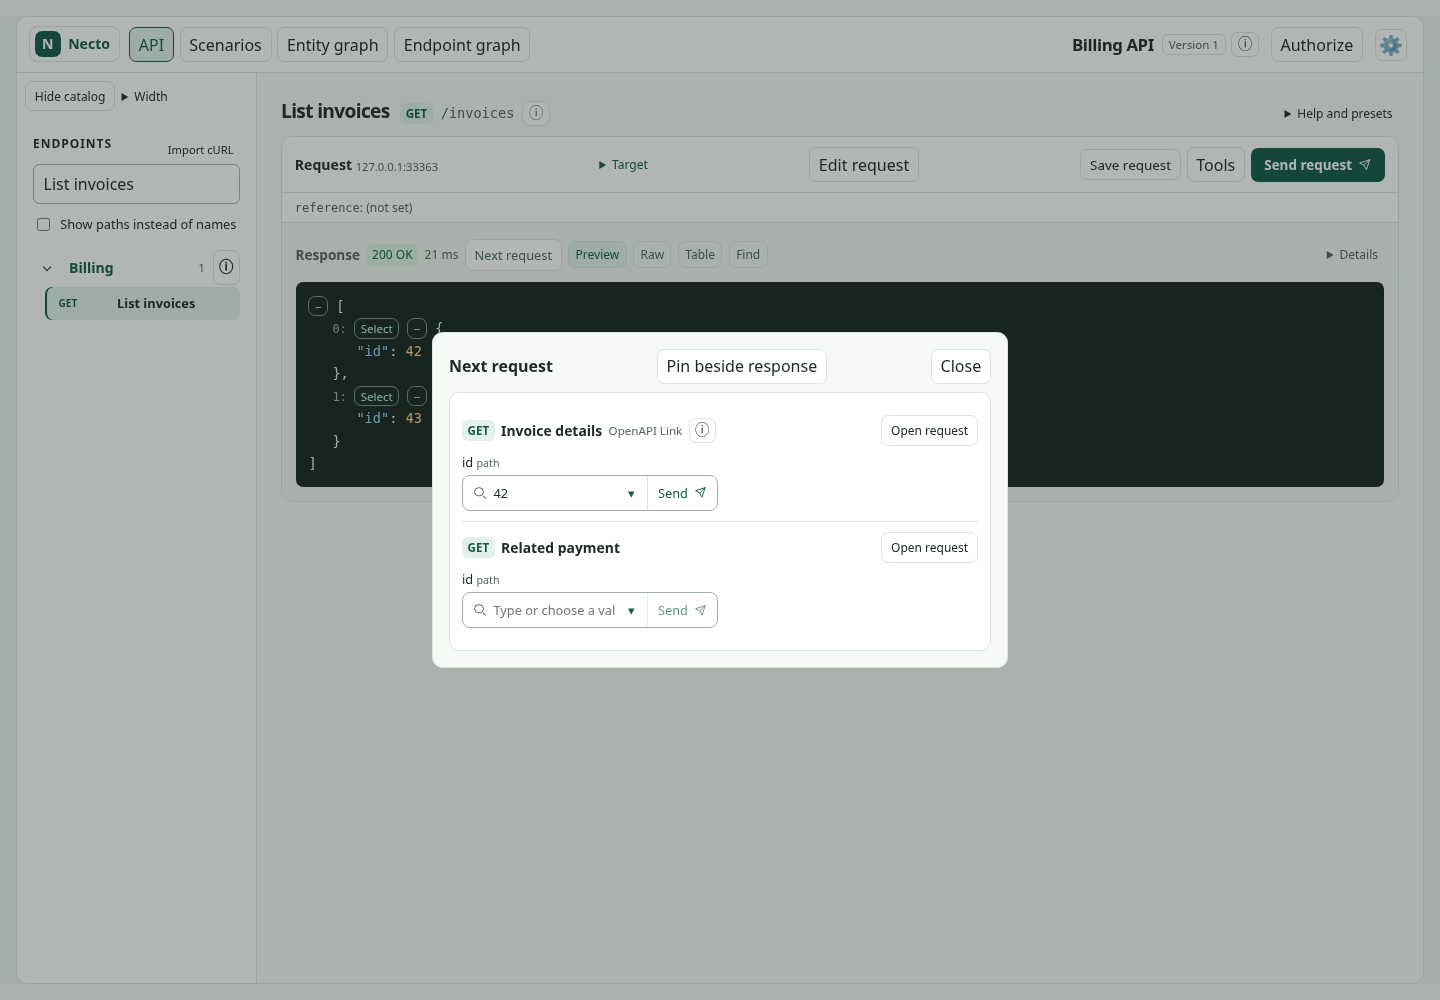 N Necto API Scenarios Entity graph Endpoint graph Billing API Version 1 ⓘ Authorize
Hide catalog ▶ Width
ENDPOINTS Import cURL
List invoices
Show paths instead of names
Billing 1 ⓘ
GET List invoices
List invoices GET /invoices ⓘ ▶ Help and presets
Request 127.0.0.1:33363 ▶ Target Edit request Save request Tools Send request
reference: (not set)
Response 200 OK 21 ms Next request Preview Raw Table Find ▶ Details
– [
0: Select – {
"id": 42
},
1: Select –
"id": 43
}
]
Next request Pin beside response Close
GET Invoice details OpenAPI Link ⓘ Open request
id path
42 ▼ Send
GET Related payment Open request
id path
Type or choose a val ▼ Send